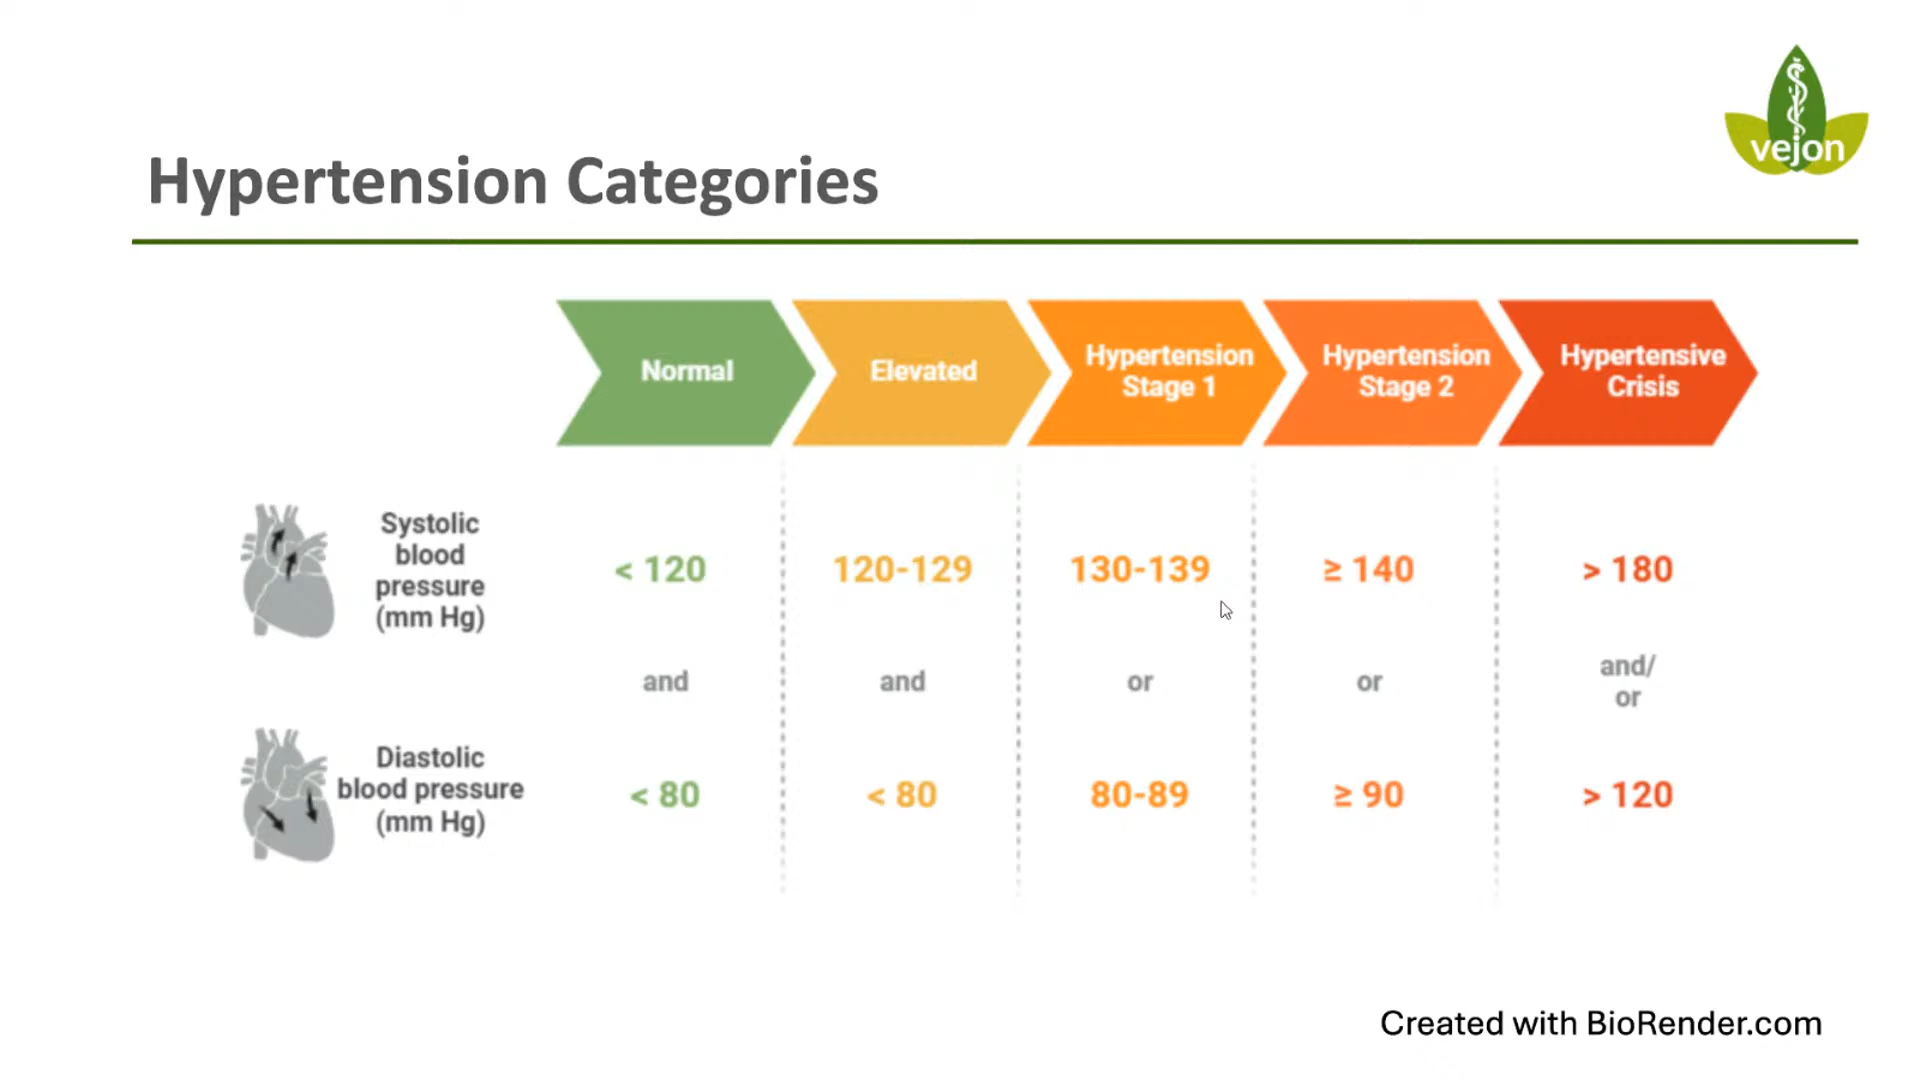 vejon
Hypertension Categories
Normal
Elevated
Hypertension
Stage 1
Hypertension
Stage 2
Hypertensive
Crisis
Systolic
blood
pressure
(mm Hg)
< 120
120-129
130-139
≥ 140
> 180
and
and
or
or
and/
or
Diastolic
blood pressure
(mm Hg)
< 80
< 80
80-89
≥ 90
> 120
Created with BioRender.com